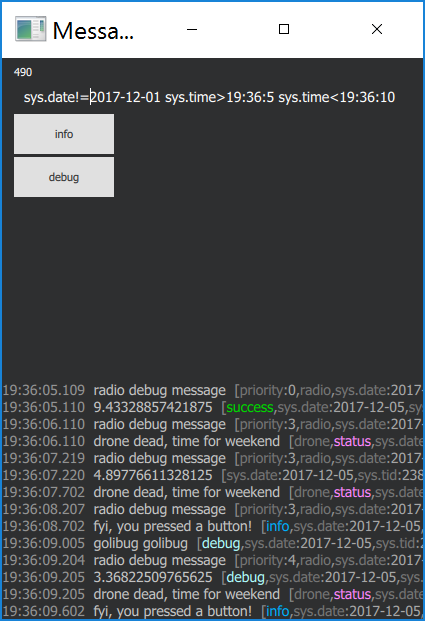 Messa...
490
sys.date!=2017-12-01 sys.time>19:36:5 sys.time<19:36:10
info
debug
19:36:05.109 radio debug message [priority:0,radio,sys.date:2017-
19:36:05.110 9.43328857421875 [success,sys.date:2017-12-05,sys
19:36:06.110 radio debug message [priority:3,radio,sys.date:2017-
19:36:06.110 drone dead, time for weekend [drone,status,sys.date
19:36:07.219 radio debug message [priority:3,radio,sys.date:2017-
19:36:07.220 4.89766611328125 [sys.date:2017-12-05,sys.tid:238
19:36:07.702 drone dead, time for weekend [drone,status,sys.date
19:36:08.207 radio debug message [priority:3,radio,sys.date:2017-
19:36:08.702 fyi, you pressed a button! [info,sys.date:2017-12-05,
19:36:09.005 golibug golibug [debug,sys.date:2017-12-05,sys.tid:2
19:36:09.204 radio debug message [priority:4,radio,sys.date:2017-
19:36:09.205 3.36822509765625 [debug,sys.date:2017-12-05,sys.
19:36:09.205 drone dead, time for weekend [drone,status,sys.date
19:36:09.602 fyi, you pressed a button! [info,sys.date:2017-12-05,